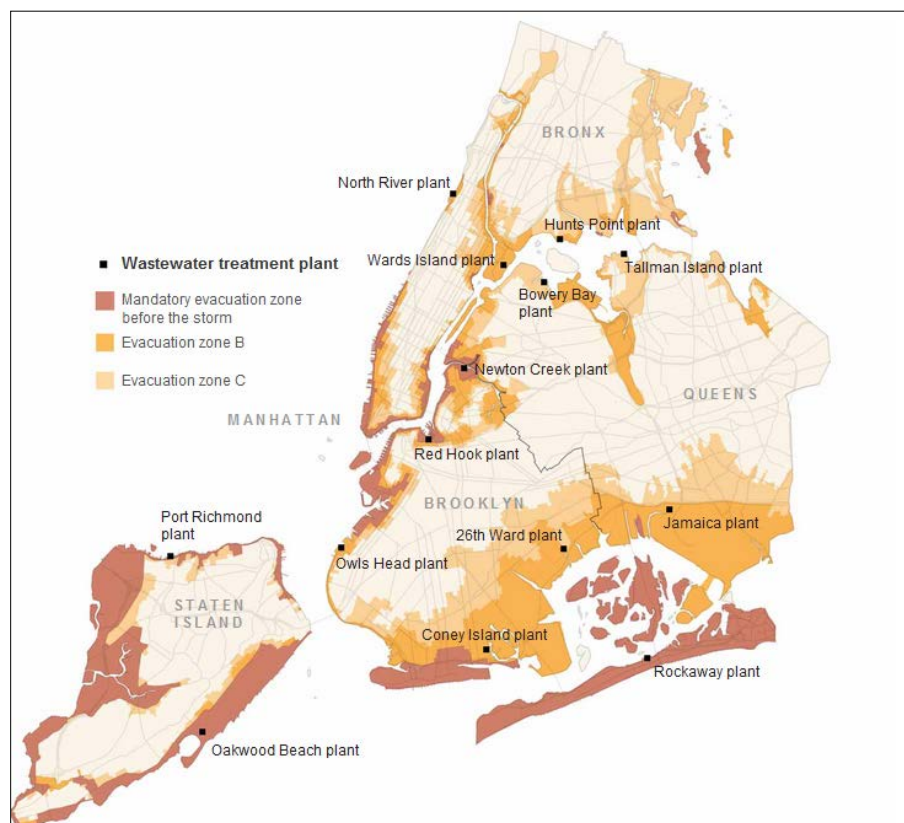 BRONX
North River plant
Hunts Point plant
Wards Island plant
Tallman Island plant
Bowery Bay
plant
Wastewater treatment plant
Mandatory evacuation zone
before the storm
Evacuation zone B
Evacuation zone C
Newton Creek plant
QUEENS
MANHATTAN
Red Hook plant
BROOKLYN
Port Richmond
plant
Jamaica plant
26th Ward plant
Owls Head plant
STATEN
ISLAND
Coney Island plant
Rockaway plant
Oakwood Beach plant